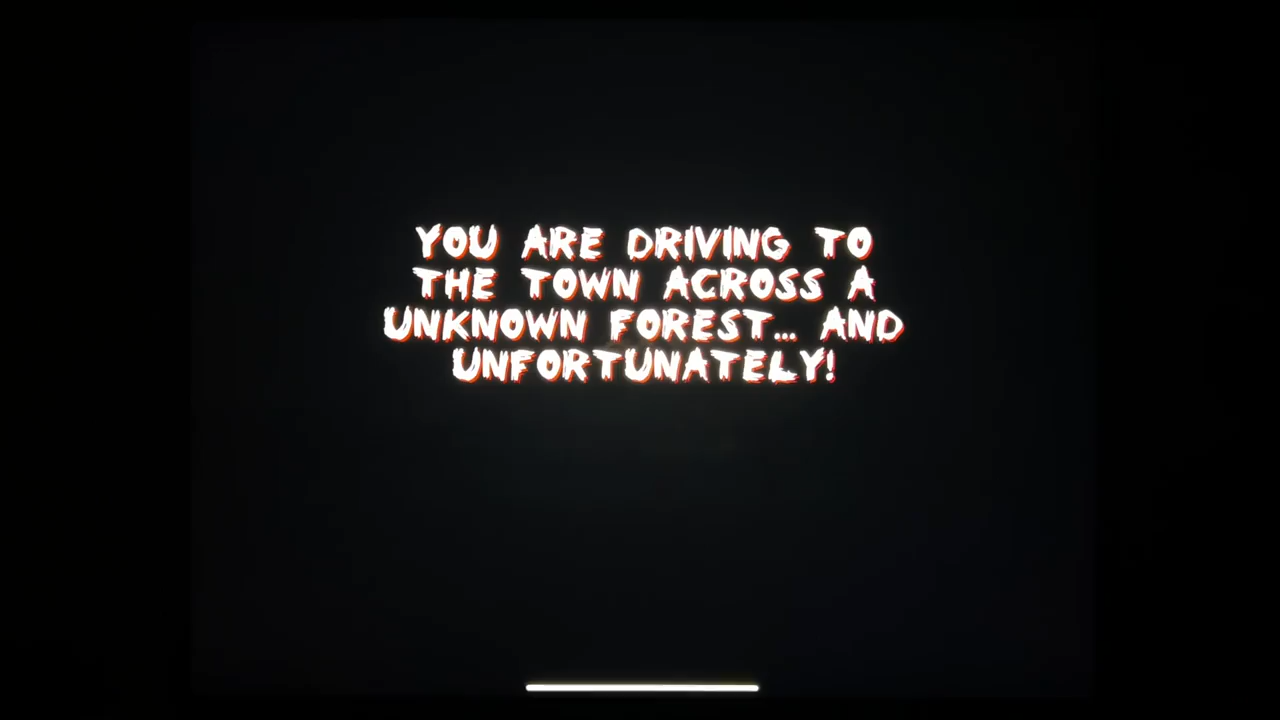 YOU ARE DRIVING TO
THE TOWN ACROSS A
UNKNOWN FOREST... AND
UNFORTUNATELY!